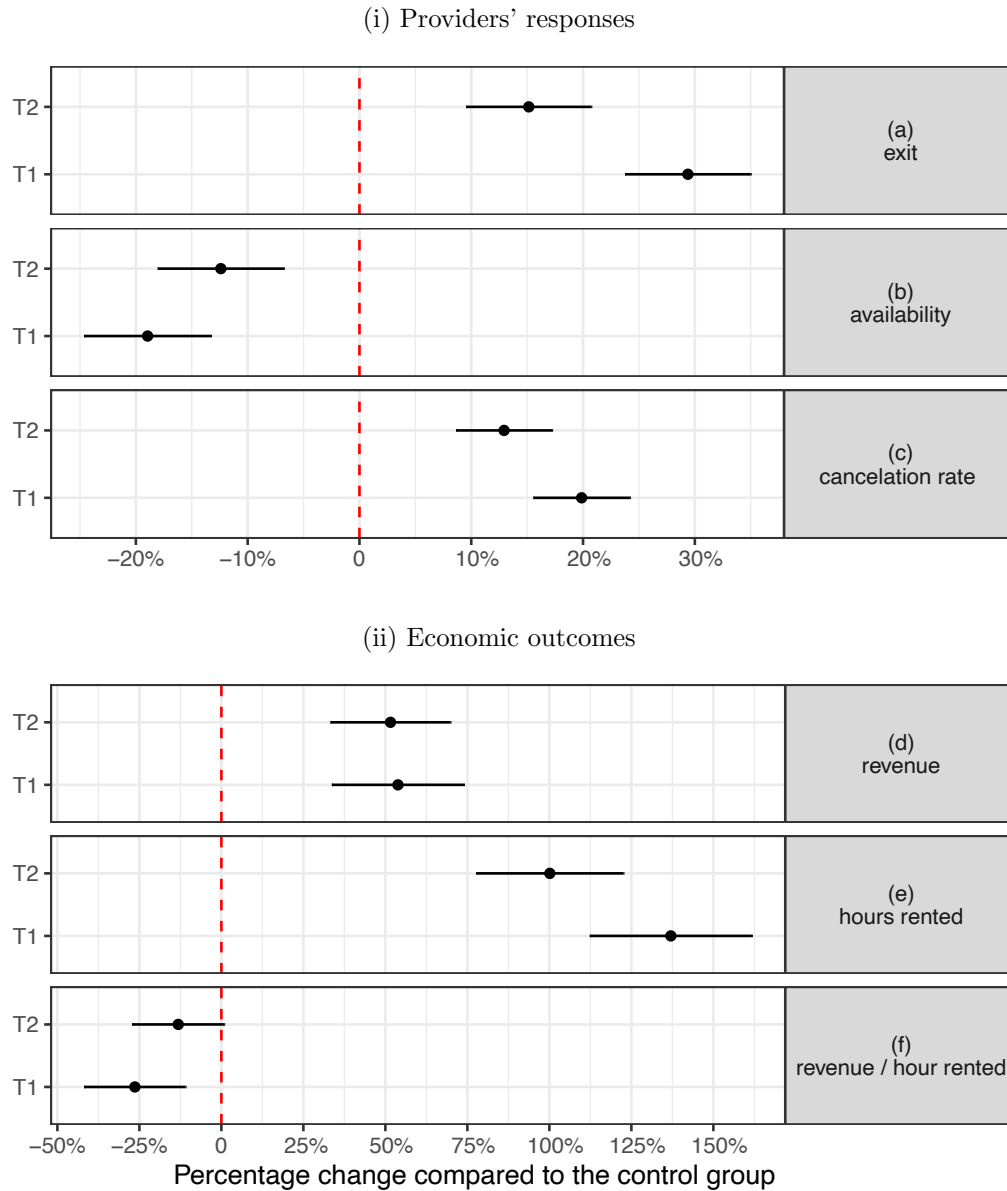 (i) Providers’ responses
T2
T1
(a)
exit
T2
T1
(b)
availability
T2
T1
(c)
cancelation rate
−20% −10% 0 10% 20% 30%
(ii) Economic outcomes
T2
T1
(d)
revenue
T2
T1
(e)
hours rented
T2
T1
(f)
revenue / hour rented
−50% −25% 0 25% 50% 75% 100% 125% 150%
Percentage change compared to the control group